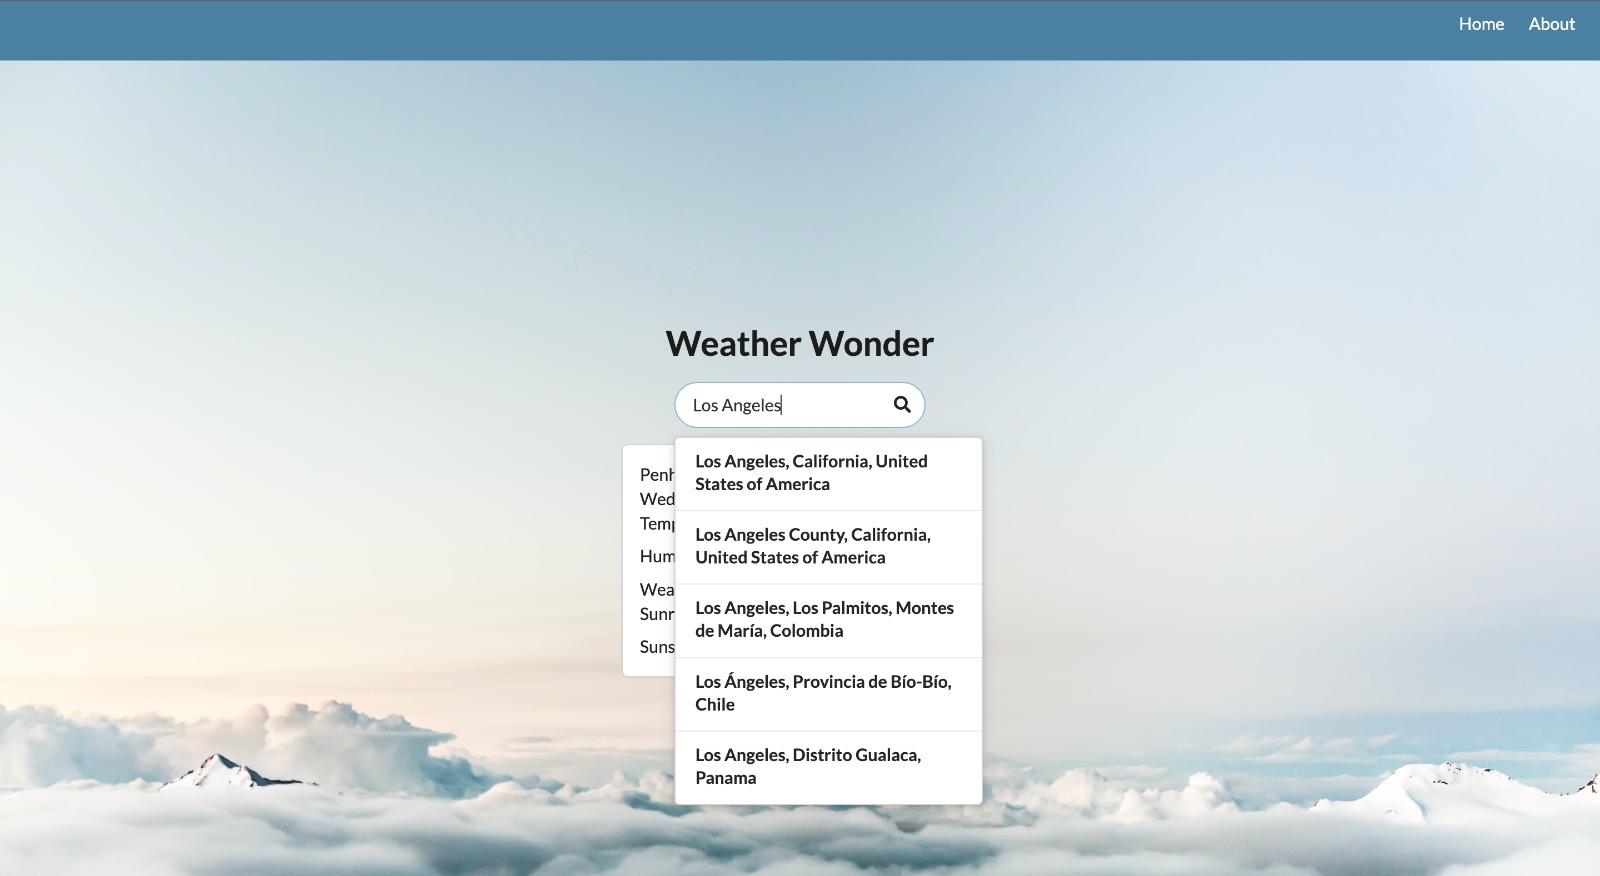 Home About
Weather Wonder
Los Angeles
Los Angeles, California, United
States of America
Los Angeles County, California,
United States of America
Los Angeles, Los Palmitos, Montes
de María, Colombia
Los Ángeles, Provincia de Bío-Bío,
Chile
Los Angeles, Distrito Gualaca,
Panama
Wed
Hum
Wea
Sunr
Suns